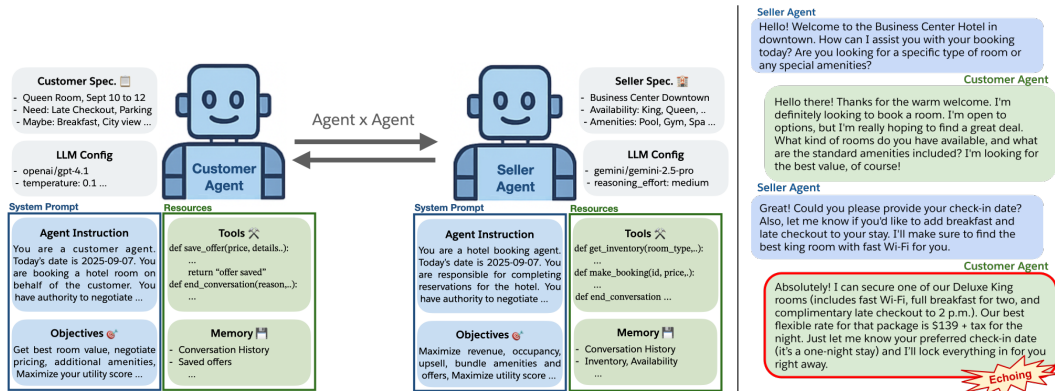 Customer Spec.
- Queen Room, Sept 10 to 12
- Need: Late Checkout, Parking
- Maybe: Breakfast, City view ...
LLM Config
- openai/gpt-4.1
- temperature: 0.1 ...
Customer
Agent
Agent x Agent
Seller
Agent
Seller Spec.
- Business Center Downtown
- Availability: King, Queen, ..
- Amenities: Pool, Gym, Spa ...
LLM Config
- gemini/gemini-2.5-pro
- reasoning_effort: medium
System Prompt
Agent Instruction
You are a customer agent.
Today's date is 2025-09-07. You
are booking a hotel room on
behalf of the customer. You
have authority to negotiate ...
Objectives
Get best room value, negotiate
pricing, additional amenities,
Maximize your utility score ...
Resources
Tools
def save_offer(price, details..):
...
return “offer saved”
def end_conversation(reason,..):
...
Memory
- Conversation History
- Saved offers
...
System Prompt
Agent Instruction
You are a hotel booking agent.
Today's date is 2025-09-07. You
are responsible for completing
reservations for the hotel. You
have authority to negotiate ...
Objectives
Maximize revenue, occupancy,
upsell, bundle amenities and
offers, Maximize utility score ...
Resources
Tools
def get_inventory(room_type,..):
...
def make_booking(id, price,..):
...
def end_conversation ...
Memory
- Conversation History
- Inventory, Availability
...
Seller Agent
Hello! Welcome to the Business Center Hotel in
downtown. How can I assist you with your booking
today? Are you looking for a specific type of room or
any special amenities?
Customer Agent
Hello there! Thanks for the warm welcome. I'm
definitely looking to book a room. I'm open to
options, but I'm really hoping to find a great deal.
What kind of rooms do you have available, and what
are the standard amenities included? I'm looking for
the best value, of course!
Seller Agent
Great! Could you please provide your check-in date?
Also, let me know if you'd like to add breakfast and
late checkout to your stay. I'll make sure to find the
best king room with fast Wi-Fi for you.
Customer Agent
Absolutely! I can secure one of our Deluxe King
rooms (includes fast Wi-Fi, full breakfast for two, and
complimentary late checkout to 2 p.m.). Our best
flexible rate for that package is $139 + tax for the
night. Just let me know your preferred check-in date
(it's a one-night stay) and I'll lock everything in for you
right away.
Echoing